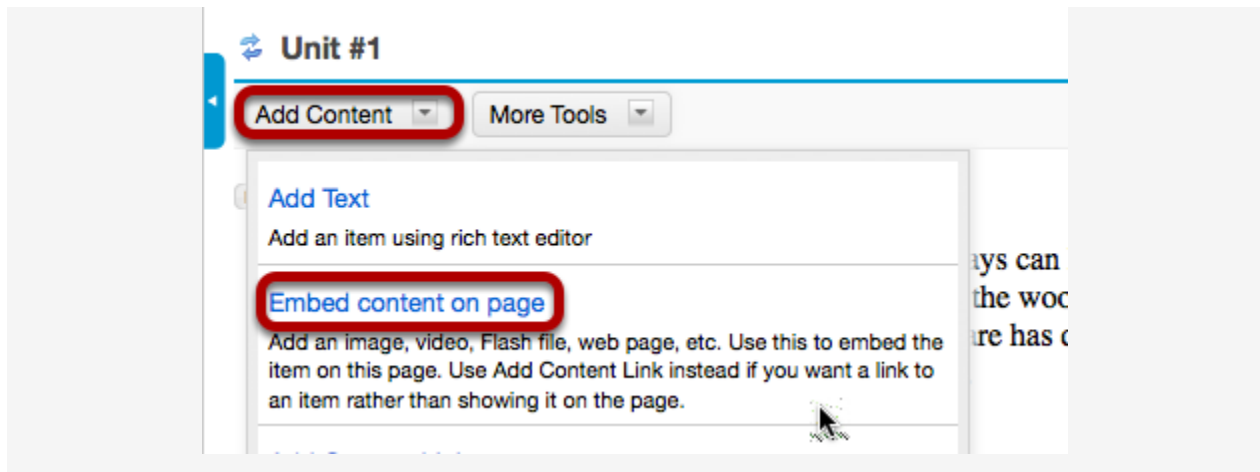 Unit #1
Add Content
More Tools
Add Text
Add an item using rich text editor
Embed content on page
Add an image, video, Flash file, web page, etc. Use this to embed the
item on this page. Use Add Content Link instead if you want a link to
an item rather than showing it on the page.
can
the
has